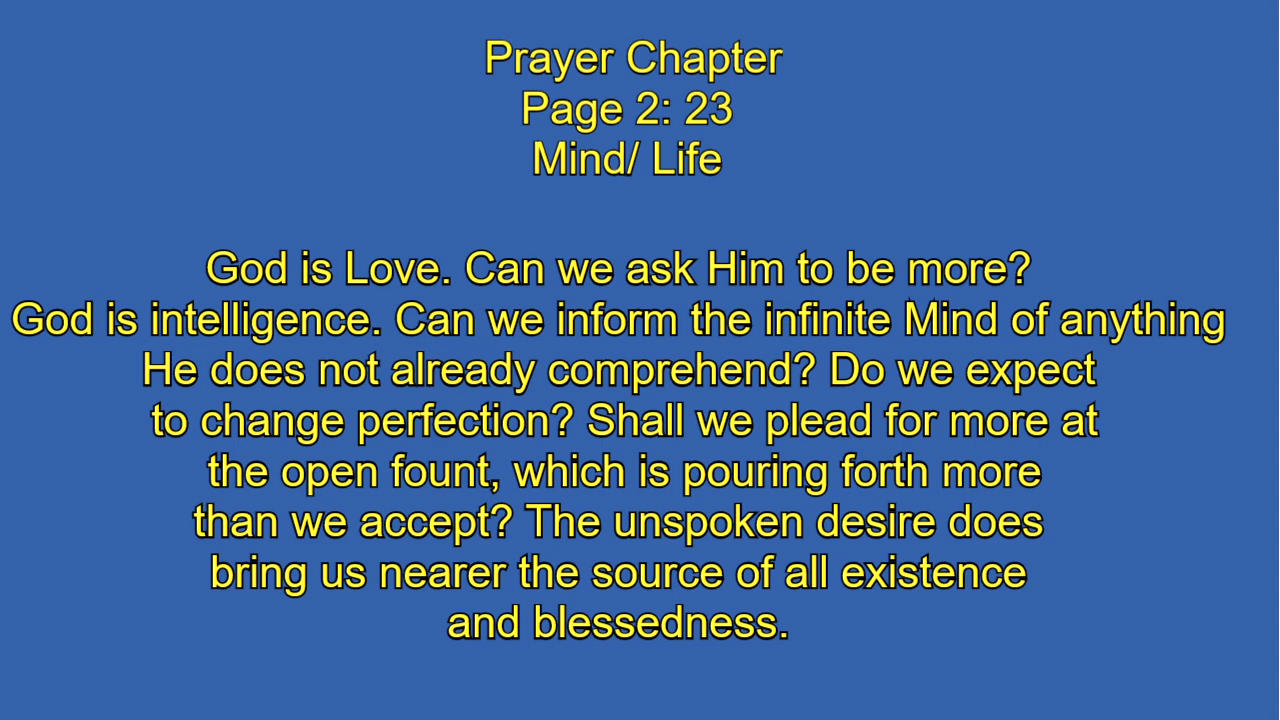 Prayer Chapter
Page 2: 23
Mind/ Life
God is Love. Can we ask Him to be more?
God is intelligence. Can we inform the infinite Mind of anything
He does not already comprehend? Do we expect
to change perfection? Shall we plead for more at
the open fount, which is pouring forth more
than we accept? The unspoken desire does
bring us nearer the source of all existence
and blessedness.